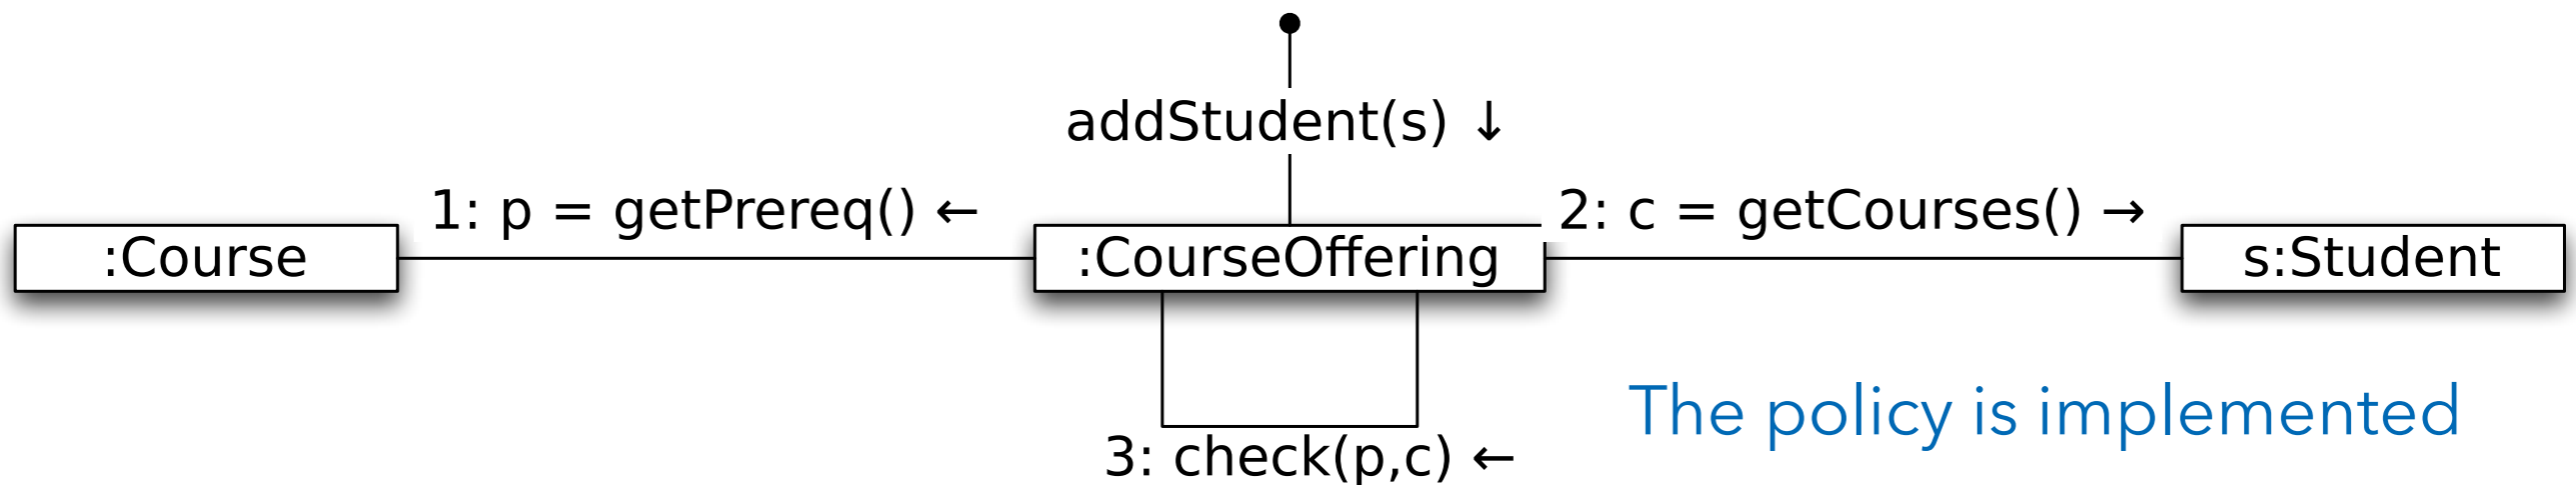 addStudent(s) ↓
1: p = getPrereq() ←
2: c = getCourses() →
:Course
:CourseOffering
s:Student
The policy is implemented
3: check(p,c) ←